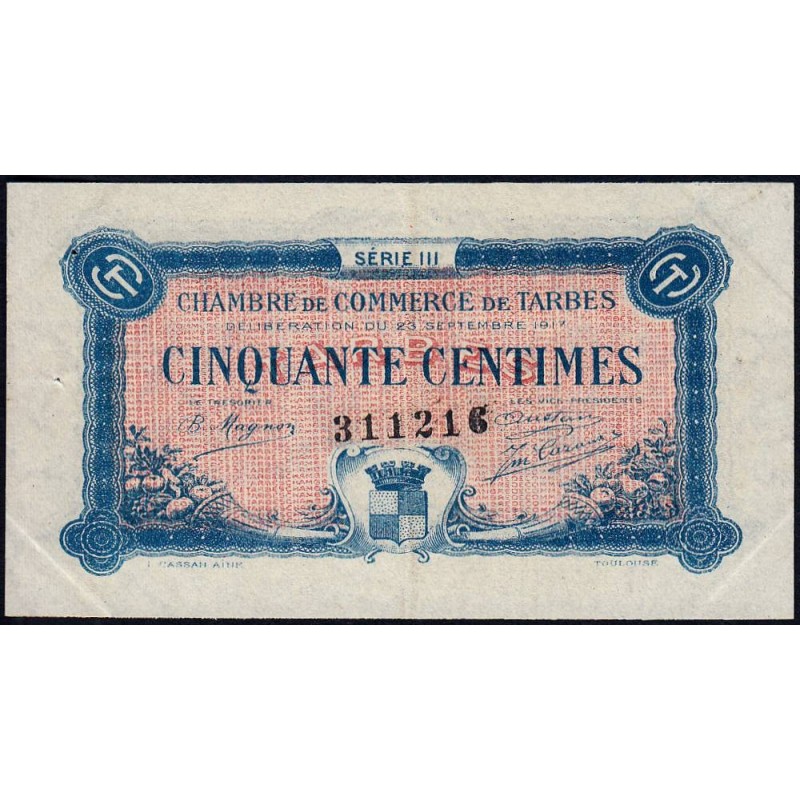 SÉRIE III
CHAMBRE DE COMMERCE DE TARBES
DÉLIBÉRATION DU 23 SEPTEMBRE 1917
CINQUANTE CENTIMES
LE TRÉSORIER LES VICE-PRÉSIDENTS
B. Magnon
311216
TOULOUSE